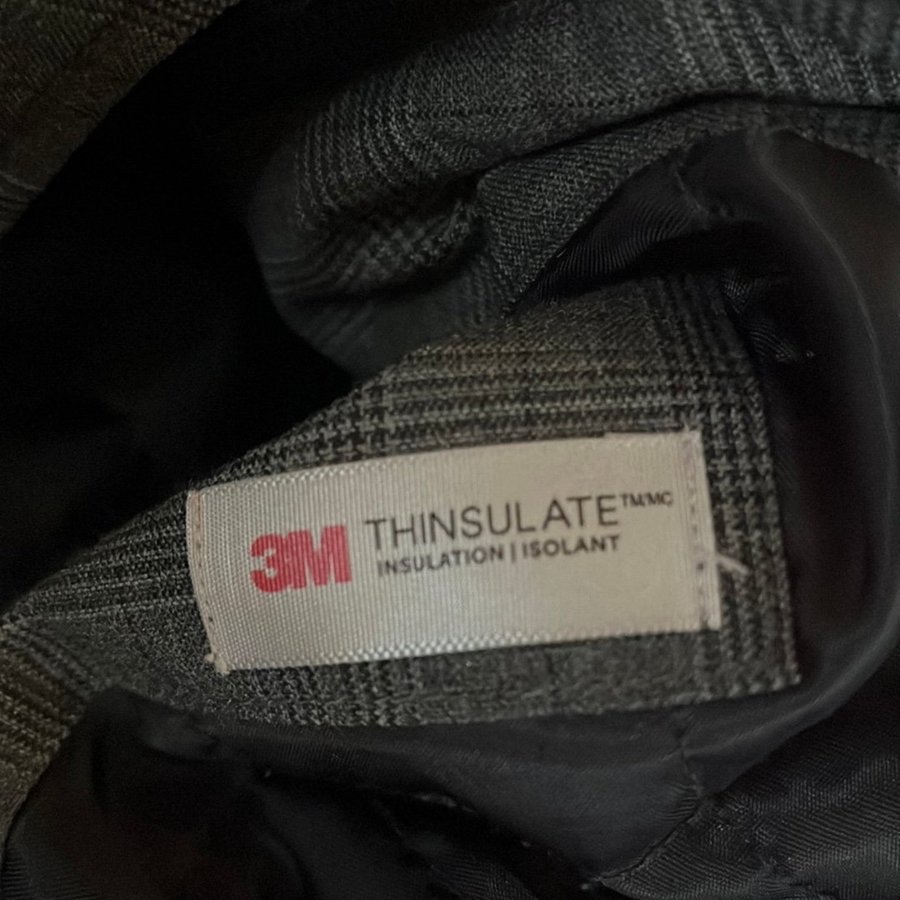 3M THINSULATE™/MC
INSULATION | ISOLANT